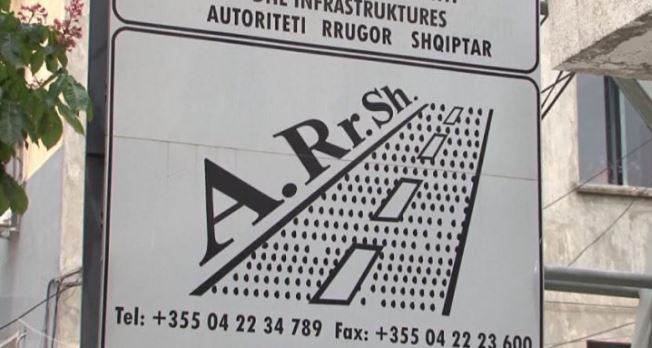 DHE INFRASTRUKTURES
AUTORITETI RRUGOR SHQIPTAR
A.Rr.Sh.
Tel: +355 04 22 34 789 Fax: +355 04 22 23 600